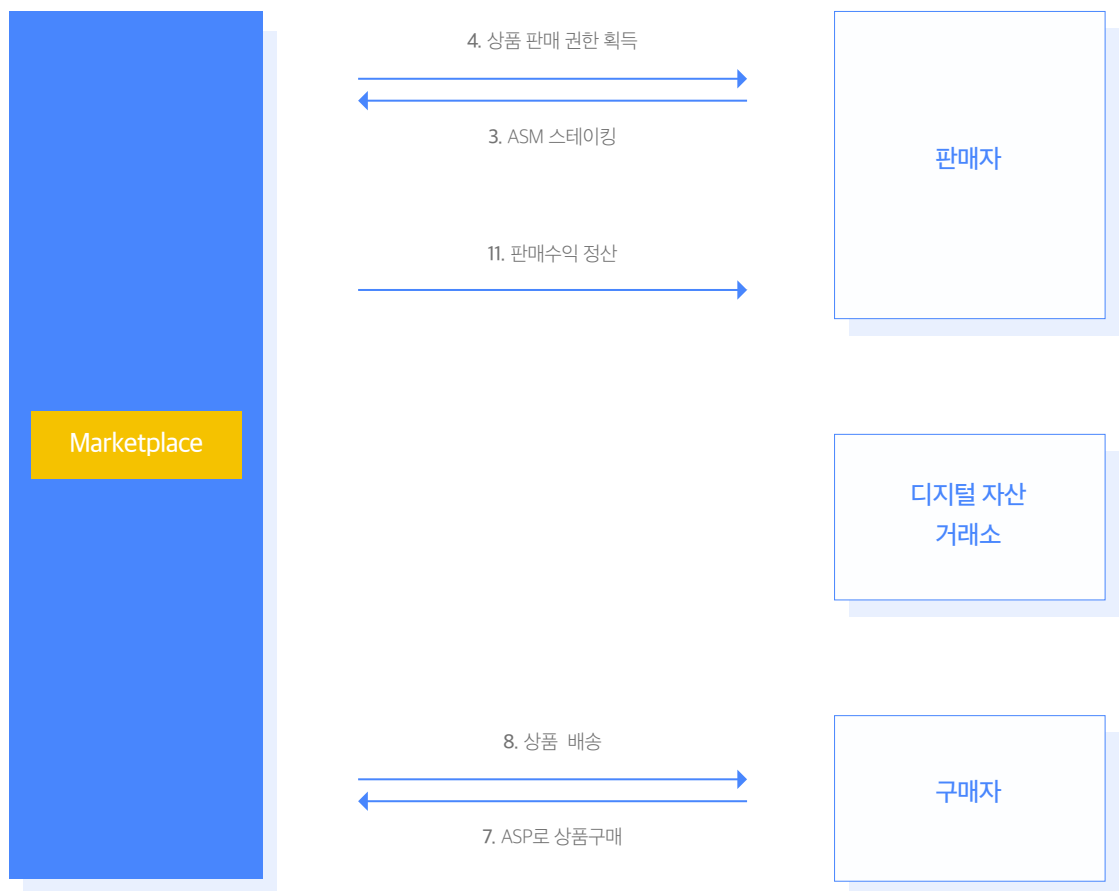 4. 상품 판매 권한 획득
3. ASM 스테이킹
판매자
11. 판매수익 정산
Marketplace
디지털 자산
거래소
8. 상품 배송
구매자
7. ASP로 상품구매